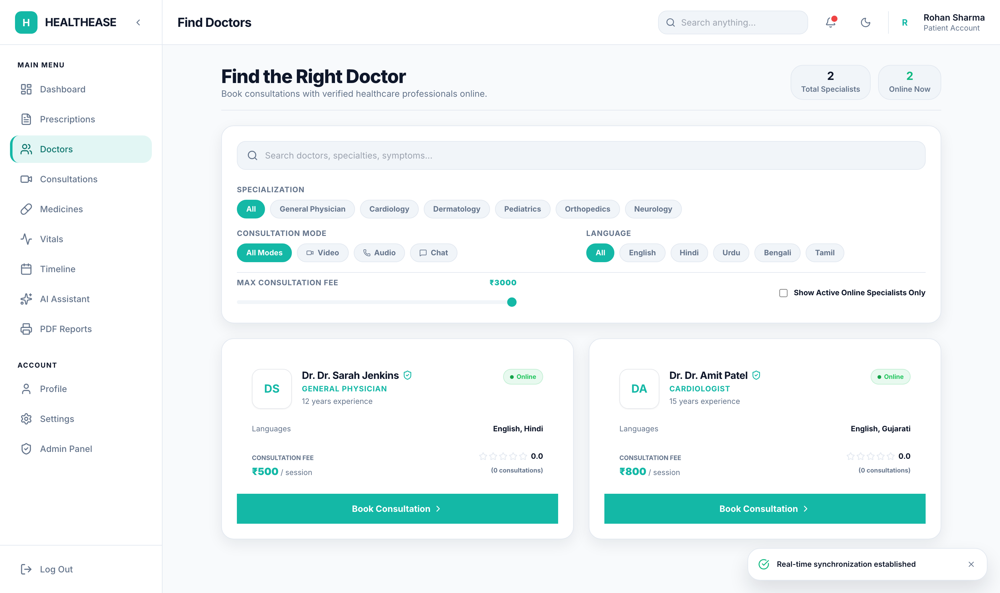 H HEALTHEASE
Find Doctors
Search anything...
R
Rohan Sharma
Patient Account
MAIN MENU
Dashboard
Prescriptions
Doctors
Consultations
Medicines
Vitals
Timeline
AI Assistant
PDF Reports
ACCOUNT
Profile
Settings
Admin Panel
Log Out
Find the Right Doctor
Book consultations with verified healthcare professionals online.
2
Total Specialists
2
Online Now
Search doctors, specialties, symptoms...
SPECIALIZATION
All General Physician Cardiology Dermatology Pediatrics Orthopedics Neurology
CONSULTATION MODE
All Modes Video Audio Chat
LANGUAGE
All English Hindi Urdu Bengali Tamil
MAX CONSULTATION FEE ₹3000
Show Active Online Specialists Only
DS
Dr. Dr. Sarah Jenkins
Online
GENERAL PHYSICIAN
12 years experience
Languages English, Hindi
CONSULTATION FEE
0.0
₹500 / session
(0 consultations)
Book Consultation
DA
Dr. Dr. Amit Patel
Online
CARDIOLOGIST
15 years experience
Languages English, Gujarati
CONSULTATION FEE
0.0
₹800 / session
(0 consultations)
Book Consultation
Real-time synchronization established